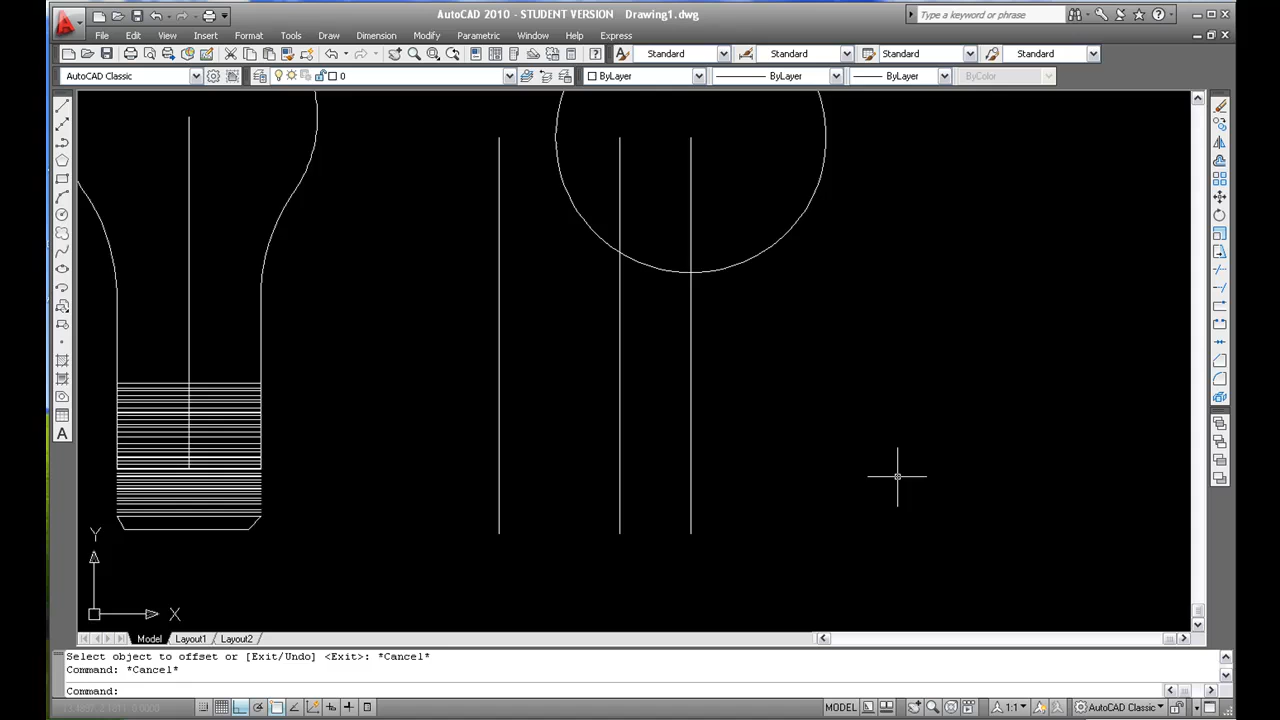 AutoCAD 2010 - STUDENT VERSION Drawing1.dwg
Type a keyword or phrase
File Edit View Insert Format Tools Draw Dimension Modify Parametric Window Help Express
Standard Standard Standard Standard
AutoCAD Classic 0 ByLayer ByLayer ByLayer ByColor
A
Y
X
Model Layout1 Layout2
Select object to offset or [Exit/Undo] <Exit>: *Cancel*
Command: *Cancel*
Command:
MODEL 1:1 AutoCAD Classic